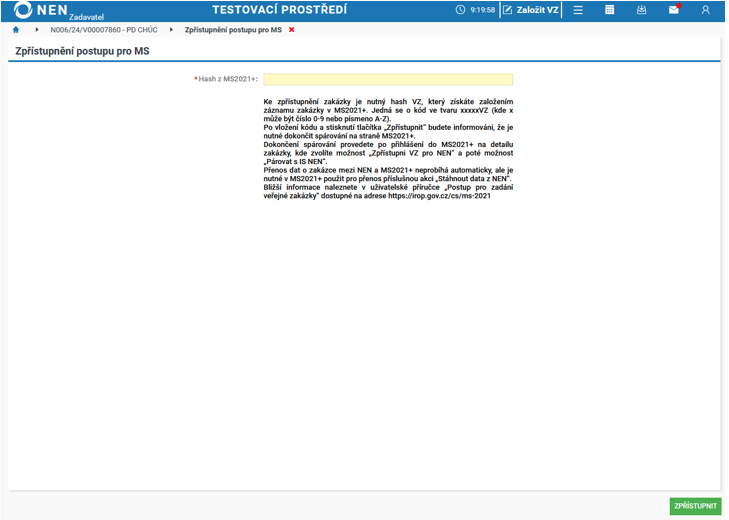 NEN Zadavatel
TESTOVACÍ PROSTŘEDÍ
9:19:58
Založit VZ
N006/24/V00007860 - PD CHÚC
Zpřístupnění postupu pro MS
Zpřístupnění postupu pro MS
*Hash z MS2021+:
Ke zpřístupnění zakázky je nutný hash VZ, který získáte založením
záznamu zakázky v MS2021+. Jedná se o kód ve tvaru xxxxxVZ (kde x
může být číslo 0-9 nebo písmeno A-Z).
Po vložení kódu a stisknutí tlačítka „Zpřístupnit" budete informováni, že je
nutné dokončit spárování na straně MS2021+.
Dokončení spárování provedete po přihlášení do MS2021+ na detailu
zakázky, kde zvolíte možnost „Zpřístupni VZ pro NEN" a poté možnost
„Párovat s IS NEN".
Přenos dat o zakázce mezi NEN a MS2021+ neprobíhá automaticky, ale je
nutné v MS2021+ použít pro přenos příslušnou akci „Stáhnout data z NEN".
Bližší informace naleznete v uživatelské příručce „Postup pro zadání
veřejné zakázky" dostupné na adrese https://irop.gov.cz/cs/ms-2021
ZPŘÍSTUPNIT